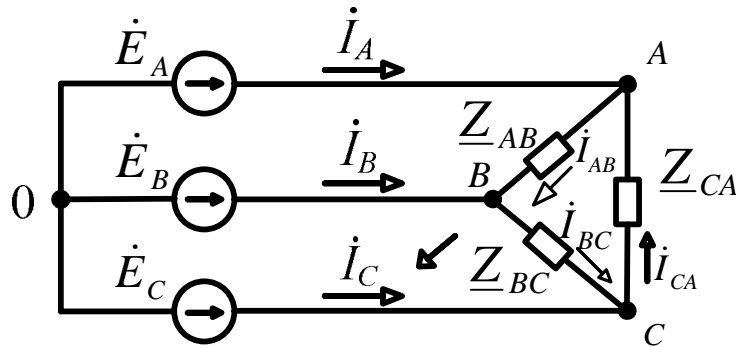 Ė_A
İ_A
A
Z_AB
İ_AB
Ė_B
İ_B
B
0
Z_CA
İ_BC
Ė_C
İ_C
Z_BC
İ_CA
C